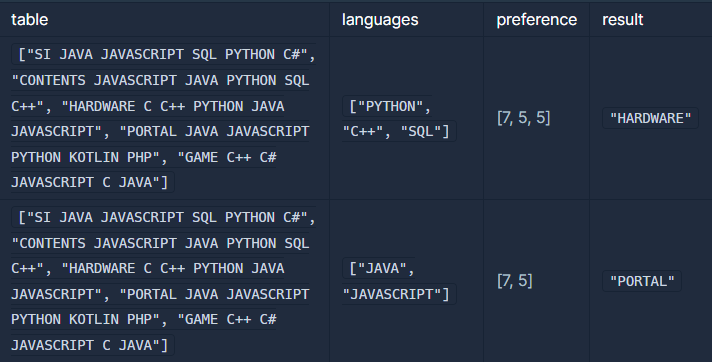 table languages preference result
["SI JAVA JAVASCRIPT SQL PYTHON C#",
"CONTENTS JAVASCRIPT JAVA PYTHON SQL
C++", "HARDWARE C C++ PYTHON JAVA
JAVASCRIPT", "PORTAL JAVA JAVASCRIPT
PYTHON KOTLIN PHP", "GAME C++ C#
JAVASCRIPT C JAVA"]
["PYTHON",
"C++", "SQL"]
[7, 5, 5]
"HARDWARE"
["SI JAVA JAVASCRIPT SQL PYTHON C#",
"CONTENTS JAVASCRIPT JAVA PYTHON SQL
C++", "HARDWARE C C++ PYTHON JAVA
JAVASCRIPT", "PORTAL JAVA JAVASCRIPT
PYTHON KOTLIN PHP", "GAME C++ C#
JAVASCRIPT C JAVA"]
["JAVA",
"JAVASCRIPT"]
[7, 5]
"PORTAL"